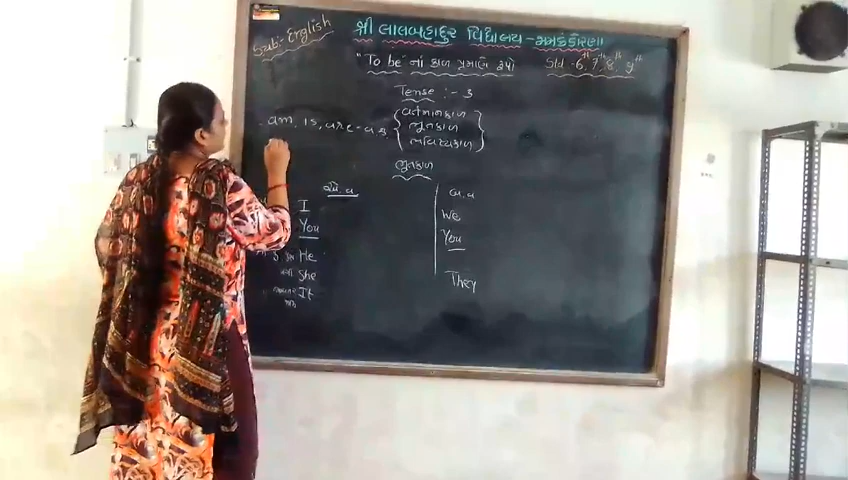 Sub:- English
શ્રી લાલબહાદુર વિદ્યાલય -
"To be" નાં કાળ પ્રમાણે રૂપો
Std - 6th, 7th, 8th, 9th
Tense :- 3
am, is, are - હા છે
વર્તમાનકાળ
ભૂતકાળ
ભવિષ્યકાળ
ભૂતકાળ
એ.વ
I
You
He
She
It
બ.વ
We
You
They